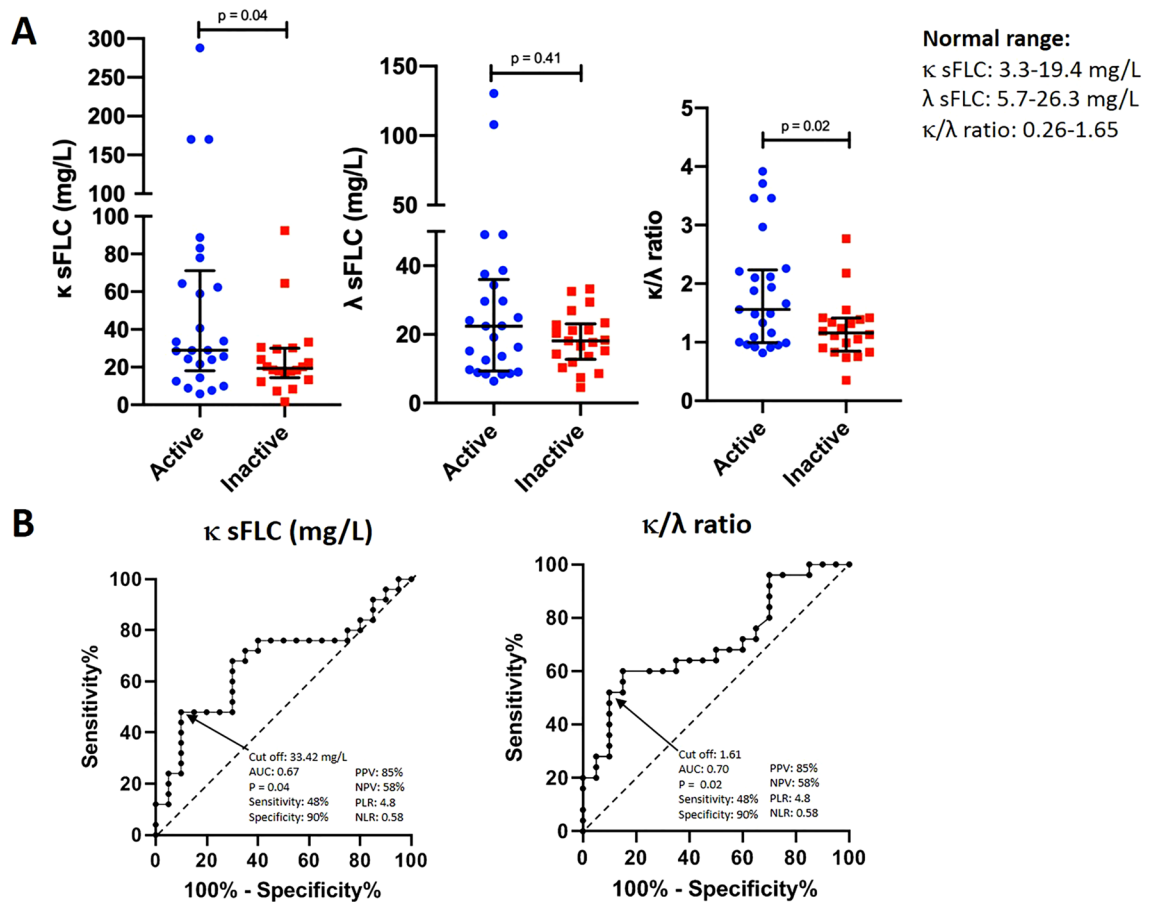 A
p = 0.04
300
250
200
150
100
100
80
60
40
20
0
κ sFLC (mg/L)
Active
Inactive
p = 0.41
150
100
50
40
20
0
λ sFLC (mg/L)
Active
Inactive
p = 0.02
5
4
3
2
1
0
κ/λ ratio
Active
Inactive
Normal range:
κ sFLC: 3.3-19.4 mg/L
λ sFLC: 5.7-26.3 mg/L
κ/λ ratio: 0.26-1.65
B
κ sFLC (mg/L)
100
80
60
40
20
0
Sensitivity%
Cut off: 33.42 mg/L
AUC: 0.67 PPV: 85%
P = 0.04 NPV: 58%
Sensitivity: 48% PLR: 4.8
Specificity: 90% NLR: 0.58
0 20 40 60 80 100
100% - Specificity%
κ/λ ratio
100
80
60
40
20
0
Sensitivity%
Cut off: 1.61
AUC: 0.70 PPV: 85%
P = 0.02 NPV: 58%
Sensitivity: 48% PLR: 4.8
Specificity: 90% NLR: 0.58
0 20 40 60 80 100
100% - Specificity%